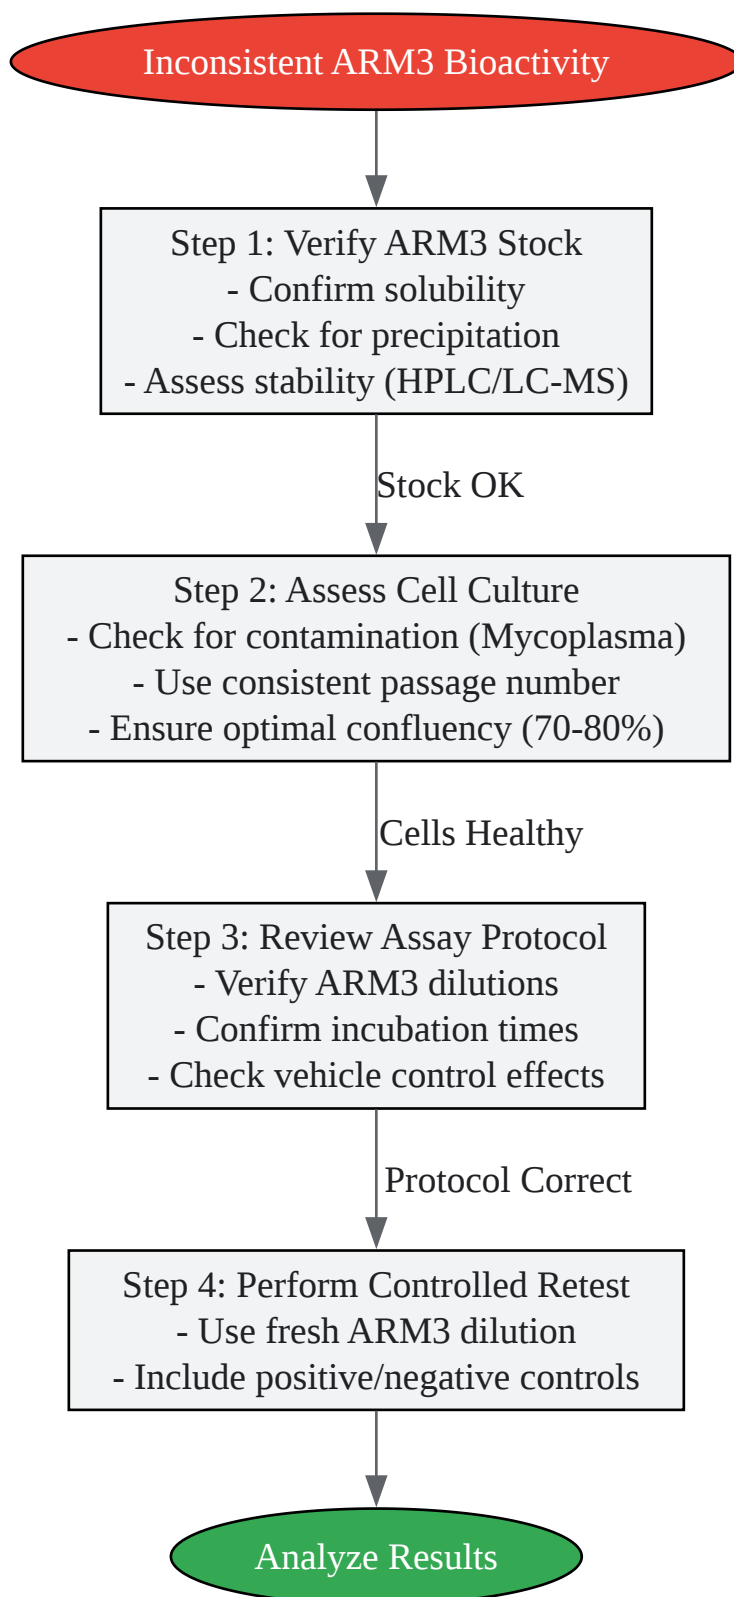 Inconsistent ARM3 Bioactivity
Step 1: Verify ARM3 Stock
- Confirm solubility
- Check for precipitation
- Assess stability (HPLC/LC-MS)
Stock OK
Step 2: Assess Cell Culture
- Check for contamination (Mycoplasma)
- Use consistent passage number
- Ensure optimal confluency (70-80%)
Cells Healthy
Step 3: Review Assay Protocol
- Verify ARM3 dilutions
- Confirm incubation times
- Check vehicle control effects
Protocol Correct
Step 4: Perform Controlled Retest
- Use fresh ARM3 dilution
- Include positive/negative controls
Analyze Results